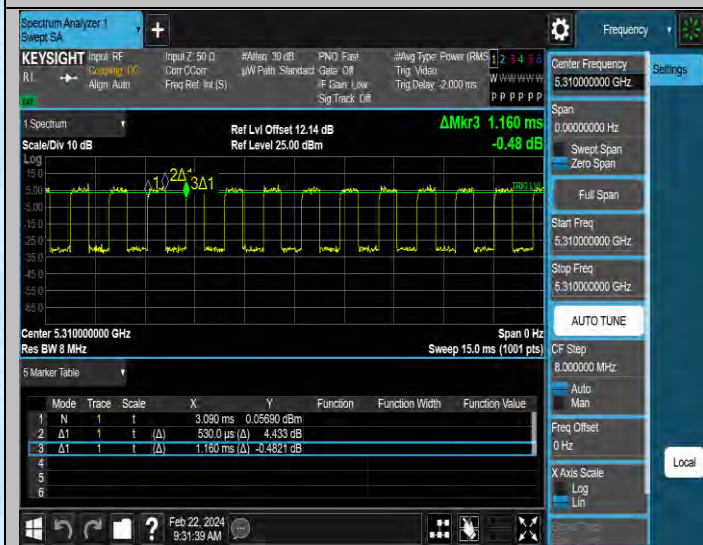 Spectrum Analyzer 1
Swept SA
+
Frequency
Settings
KEYSIGHT Input: RF Input Z: 50 Ω #Atten: 30 dB PNO: Fast #Avg Type: Power (RMS 1 2 3 4 5 6
Coupling: DC Corr CCorr µW Path: Standard Gate: Off Trig: Video
Align: Auto Freq Ref: Int (S) IF Gain: Low Trig Delay: -2.000 ms
Sig Track: Off
P P P P P P
1 Spectrum
Scale/Div 10 dB
Ref Lvl Offset 12.14 dB
Ref Level 25.00 dBm
ΔMkr3 1.160 ms
-0.48 dB
Log
15.0
5.00
-5.00
-15.0
-25.0
-35.0
-45.0
-55.0
-65.0
1
2Δ1
3Δ1
TRIG LVL
Center 5.310000000 GHz
Res BW 8 MHz
Span 0 Hz
Sweep 15.0 ms (1001 pts)
5 Marker Table
Mode Trace Scale X Y Function Function Width Function Value
1 N 1 t 3.090 ms 0.05690 dBm
2 Δ1 1 t (Δ) 530.0 µs (Δ) 4.433 dB
3 Δ1 1 t (Δ) 1.160 ms (Δ) -0.4821 dB
4
5
6
Center Frequency
5.310000000 GHz
Span
0.00000000 Hz
Swept Span
Zero Span
Full Span
Start Freq
5.310000000 GHz
Stop Freq
5.310000000 GHz
AUTO TUNE
CF Step
8.000000 MHz
Auto
Man
Freq Offset
0 Hz
X Axis Scale
Log
Lin
Local
?
Feb 22, 2024
9:31:39 AM